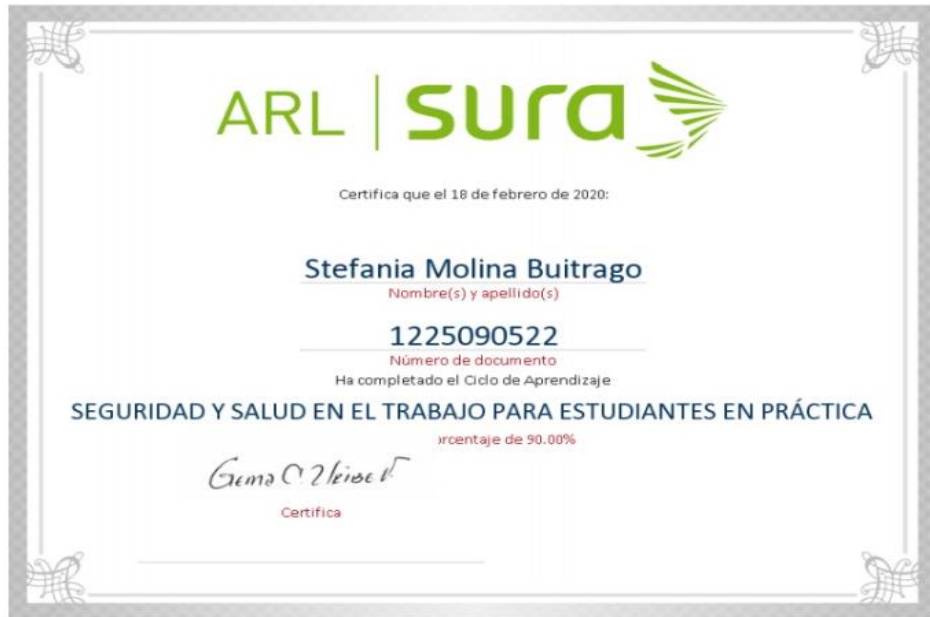 ARL | sura
Certifica que el 18 de febrero de 2020:
Stefania Molina Buitrago
Nombre(s) y apellido(s)
1225090522
Número de documento
Ha completado el Ciclo de Aprendizaje
SEGURIDAD Y SALUD EN EL TRABAJO PARA ESTUDIANTES EN PRÁCTICA
rcentaje de 90.00%
Certifica